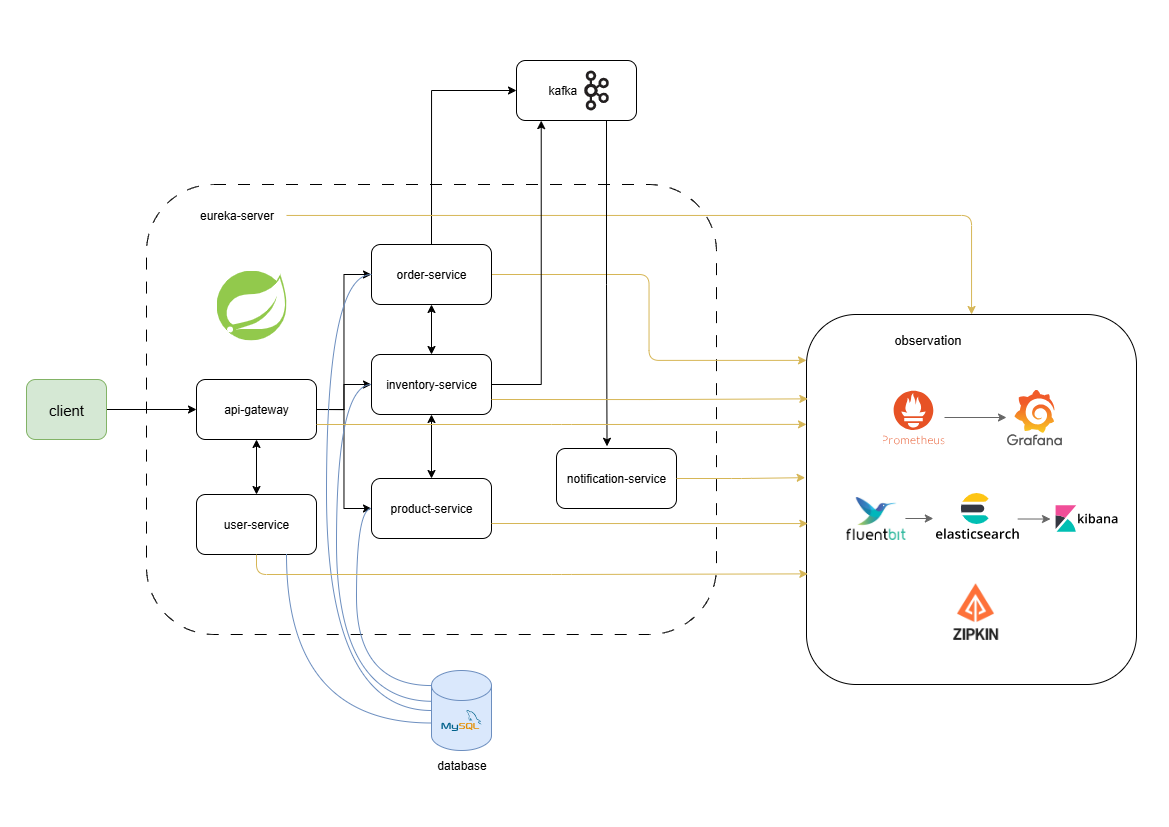 kafka
eureka-server
order-service
observation
inventory-service
client
api-gateway
Prometheus
Grafana
notification-service
product-service
user-service
fluentbit
elasticsearch
kibana
ZIPKIN
MySQL
database